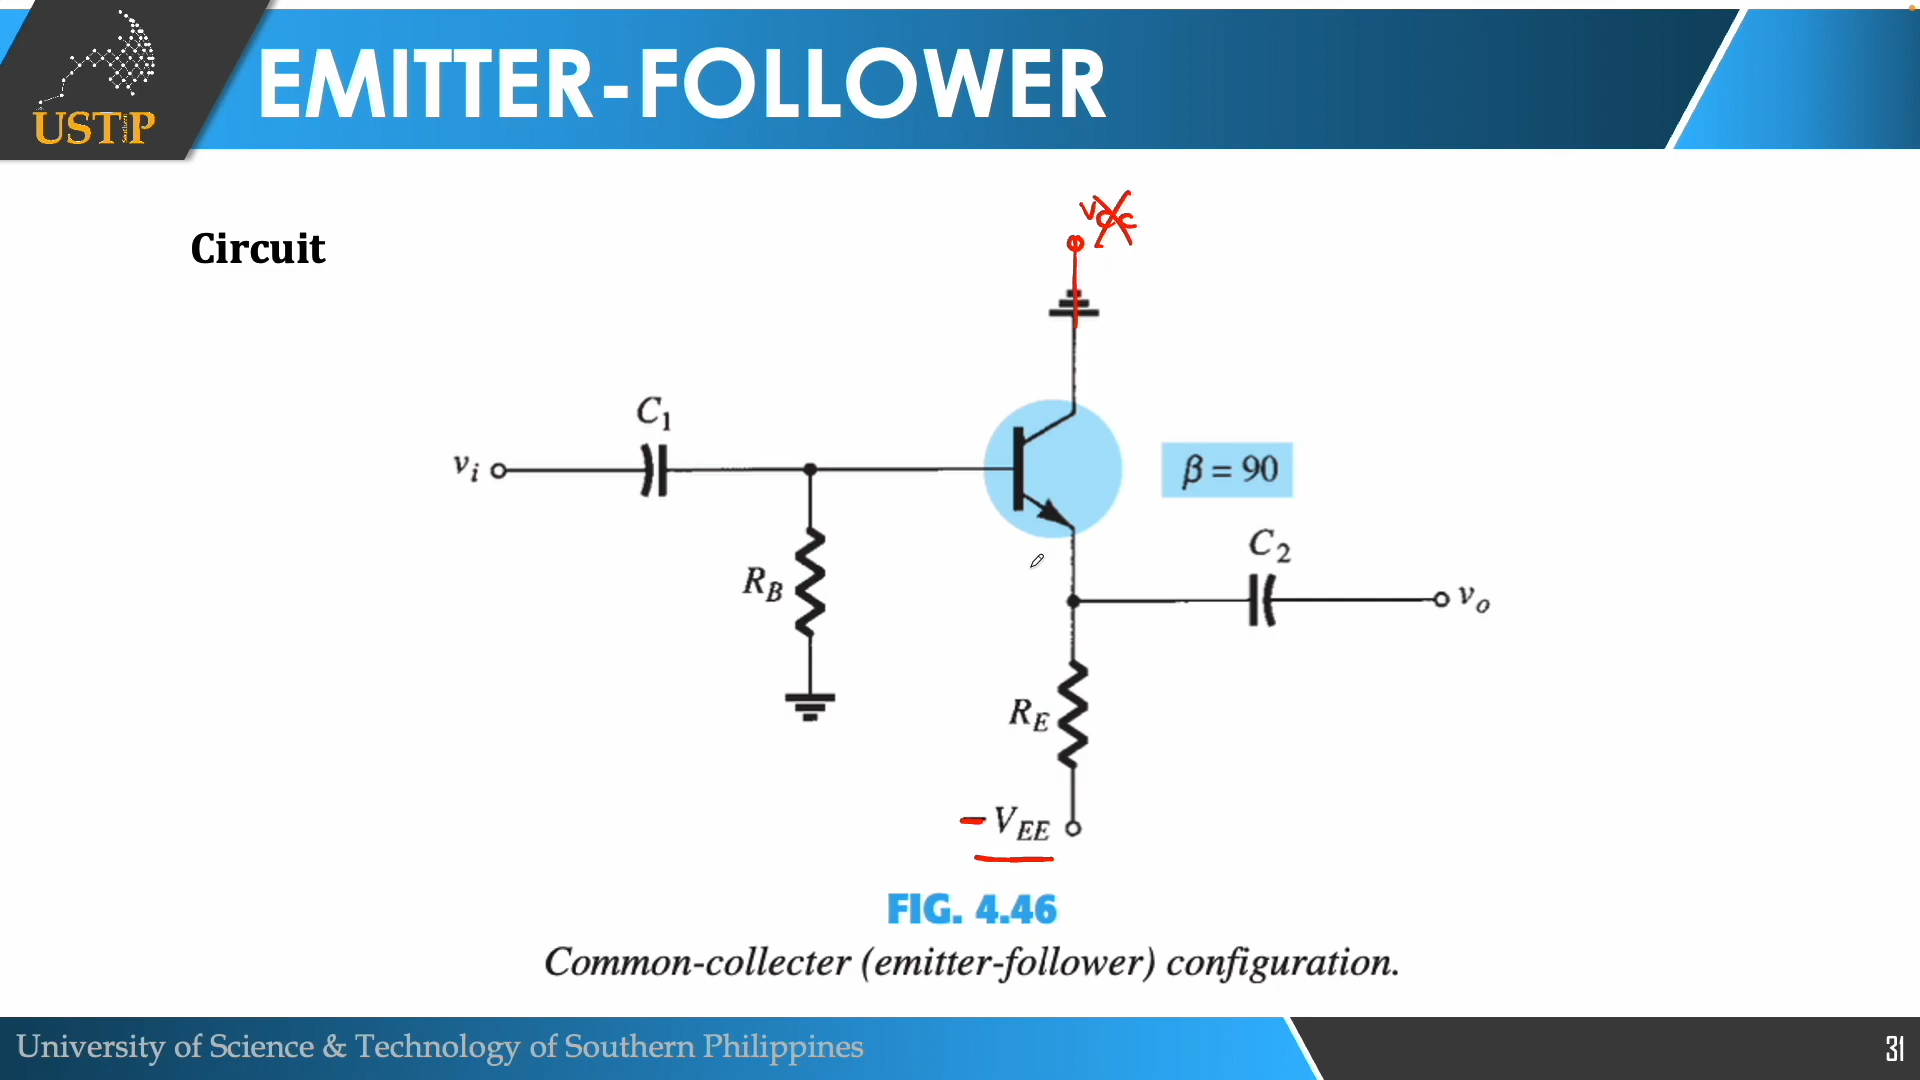 EMITTER-FOLLOWER
USTP
Circuit
VCC
C1
vi
β = 90
C2
RB
vo
RE
-VEE
FIG. 4.46
Common-collecter (emitter-follower) configuration.
University of Science & Technology of Southern Philippines
31